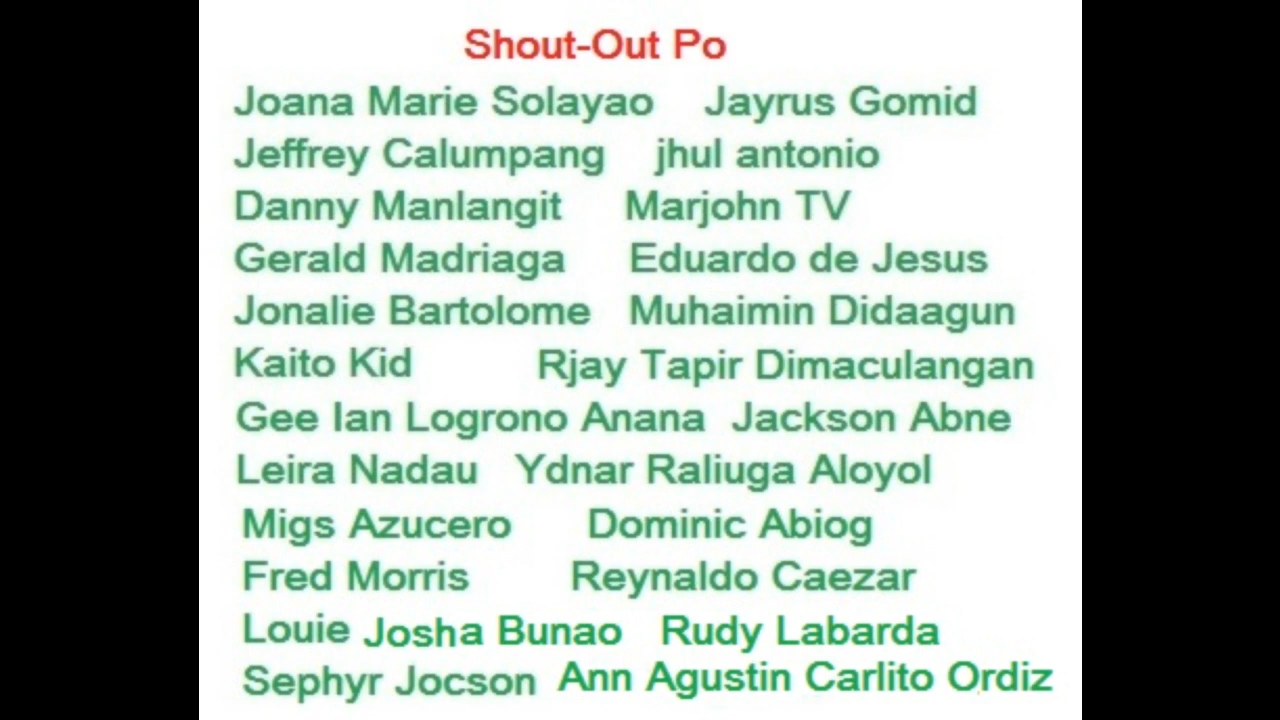 Shout-Out Po
Joana Marie Solayao Jayrus Gomid
Jeffrey Calumpang jhul antonio
Danny Manlangit Marjohn TV
Gerald Madriaga Eduardo de Jesus
Jonalie Bartolome Muhaimin Didaagun
Kaito Kid Rjay Tapir Dimaculangan
Gee Ian Logrono Anana Jackson Abne
Leira Nadau Ydnar Raliuga Aloyol
Migs Azucero Dominic Abiog
Fred Morris Reynaldo Caezar
Louie Josha Bunao Rudy Labarda
Sephyr Jocson Ann Agustin Carlito Ordiz